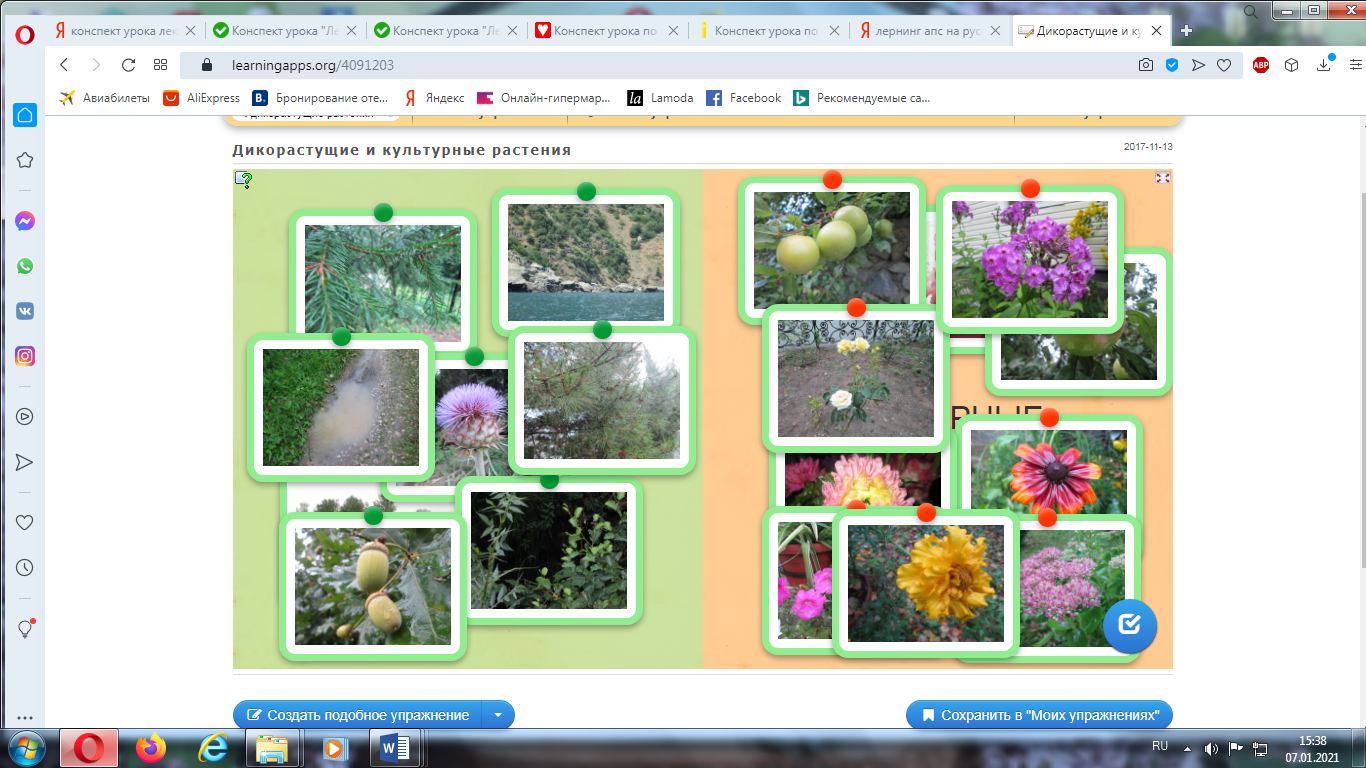 конспект урока лек
Конспект урока "Ле
Конспект урока "Ле
Конспект урока по
Конспект урока по
лернинг апс на рус
Дикорастущие и ку
learningapps.org/4091203
ABP
Авиабилеты
AliExpress
Бронирование оте...
Яндекс
Онлайн-гипермар...
Lamoda
Facebook
Рекомендуемые са...
Дикорастущие и культурные растения
2017-11-13
Создать подобное упражнение
Сохранить в "Моих упражнениях"
RU
15:38
07.01.2021